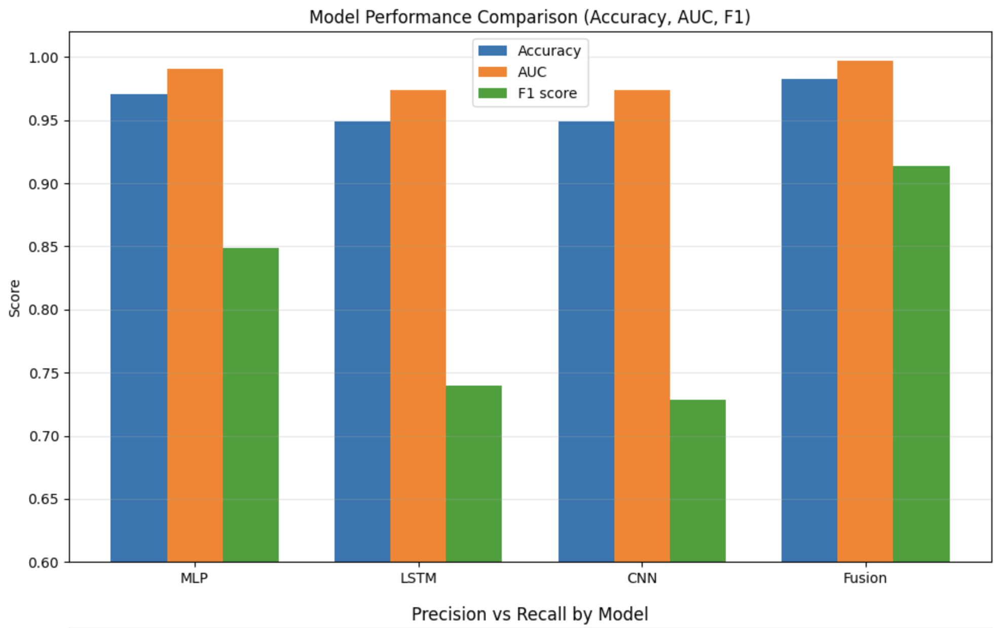 Model Performance Comparison (Accuracy, AUC, F1)
Accuracy
AUC
F1 score
1.00
0.95
0.90
0.85
0.80
0.75
0.70
0.65
0.60
Score
MLP
LSTM
CNN
Fusion
Precision vs Recall by Model